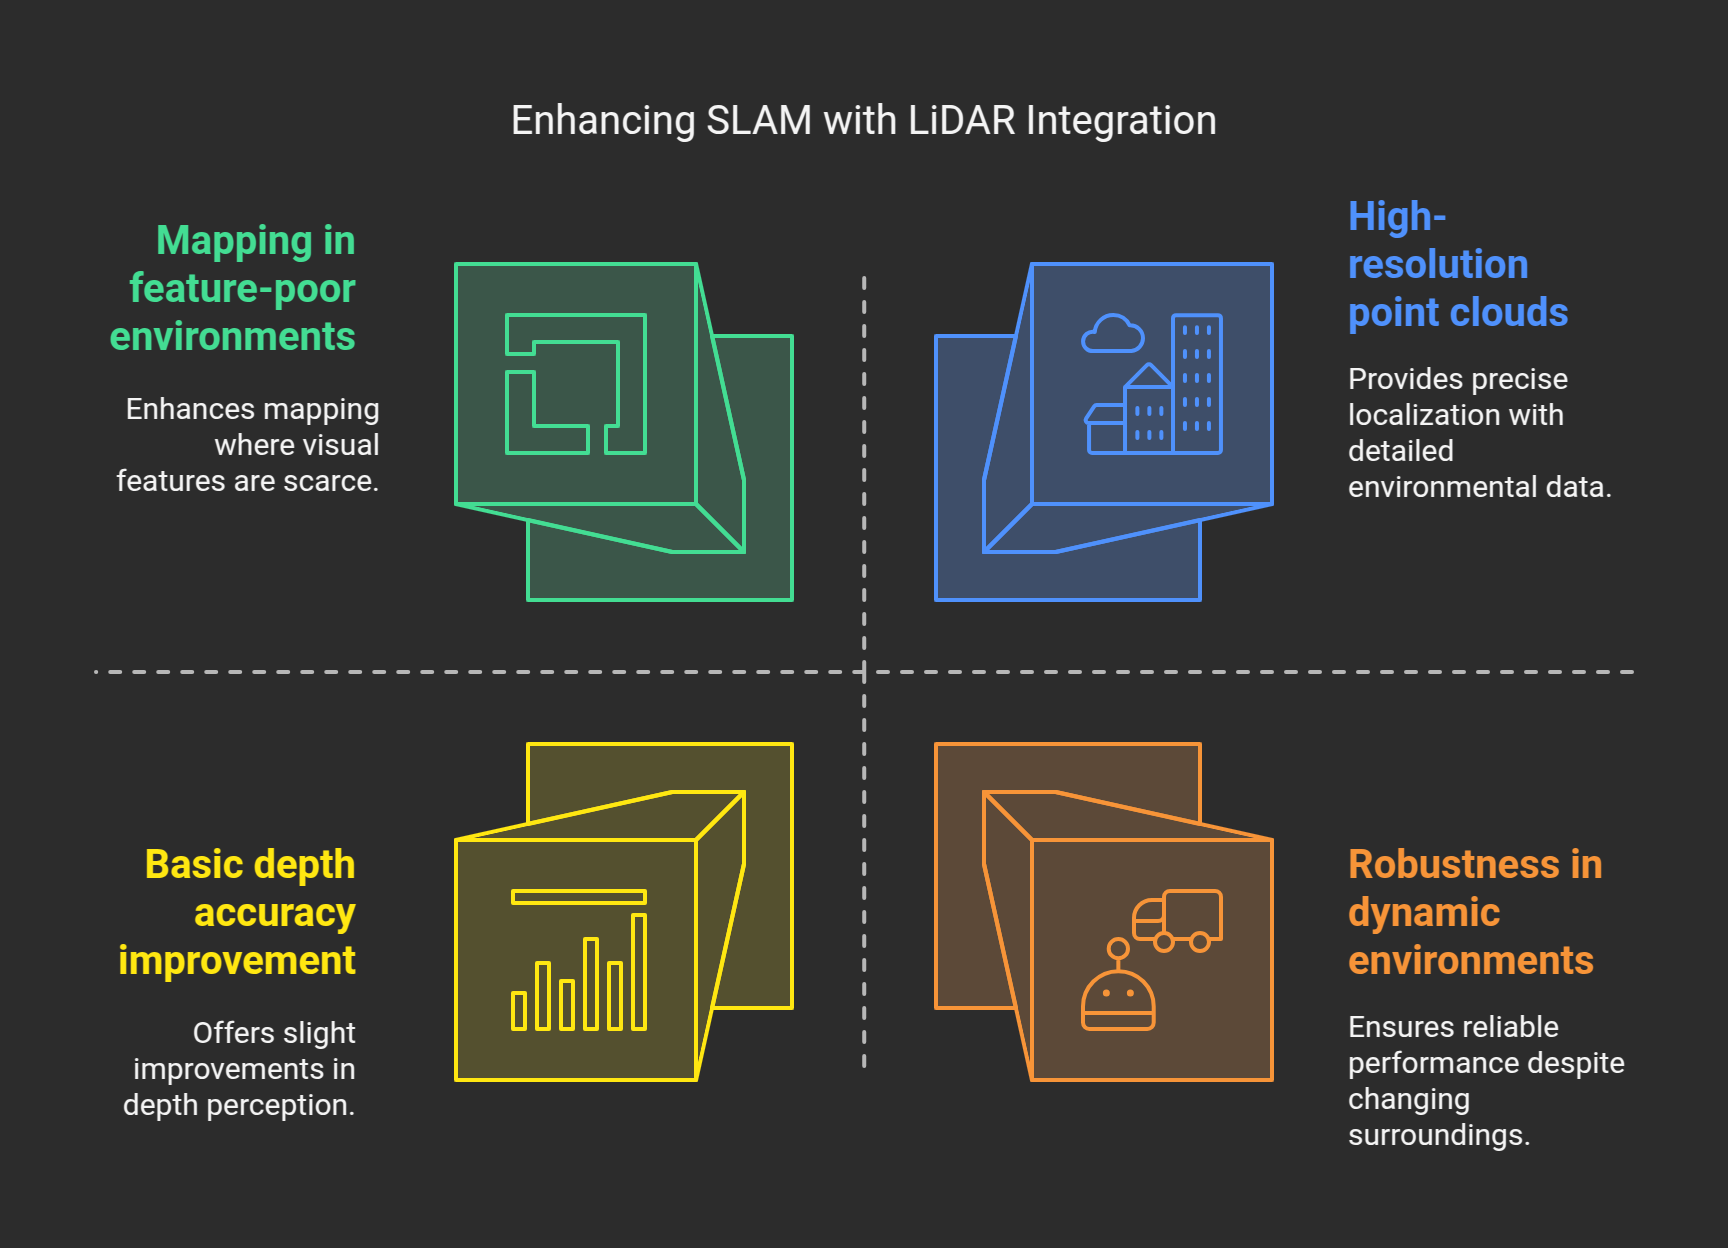 Enhancing SLAM with LiDAR Integration
Mapping in
feature-poor
environments
Enhances mapping
where visual
features are scarce.
High-
resolution
point clouds
Provides precise
localization with
detailed
environmental data.
Basic depth
accuracy
improvement
Offers slight
improvements in
depth perception.
Robustness in
dynamic
environments
Ensures reliable
performance despite
changing
surroundings.